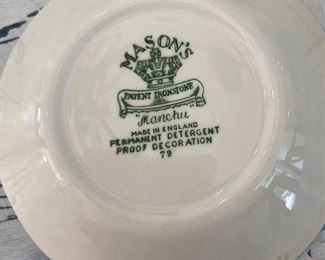 MASON'S
PATENT IRONSTONE
"Manchu"
MADE IN ENGLAND
PERMANENT DETERGENT
PROOF DECORATION
79